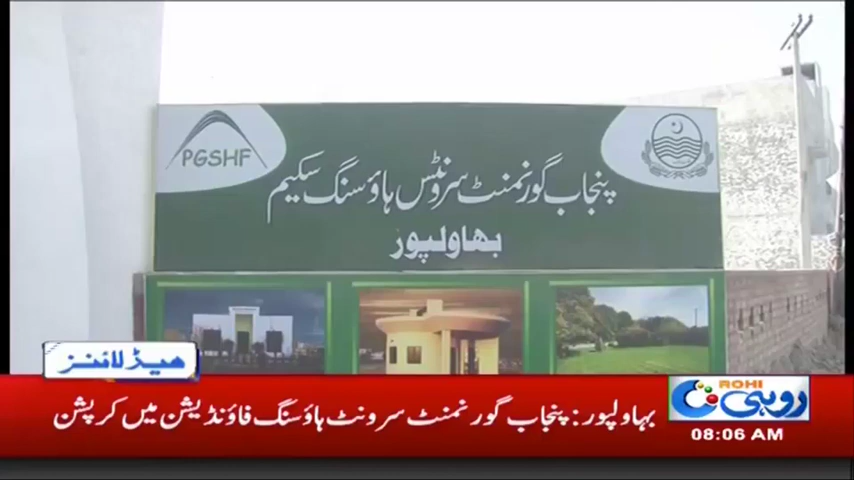 PGSHF
پنجاب گورنمنٹ سرونٹس ہاؤسنگ سکیم
بہاولپور
ہیڈلائنز
بہاولپور: پنجاب گورنمنٹ سرونٹ ہاؤسنگ فاؤنڈیشن میں کرپشن
ROHI
روہی
08:06 AM